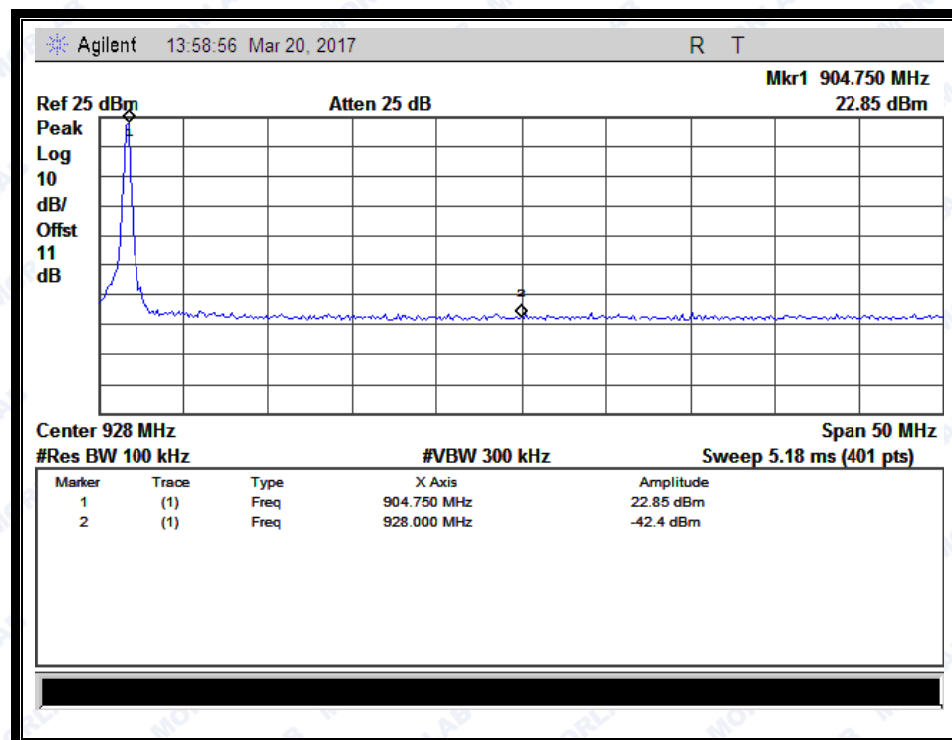 Agilent 13:58:56 Mar 20, 2017 R T
Mkr1 904.750 MHz
Ref 25 dBm Atten 25 dB 22.85 dBm
Peak
Log
10
dB/
Offst
11
dB
1
2
Center 928 MHz Span 50 MHz
#Res BW 100 kHz #VBW 300 kHz Sweep 5.18 ms (401 pts)
Marker Trace Type X Axis Amplitude
1 (1) Freq 904.750 MHz 22.85 dBm
2 (1) Freq 928.000 MHz -42.4 dBm